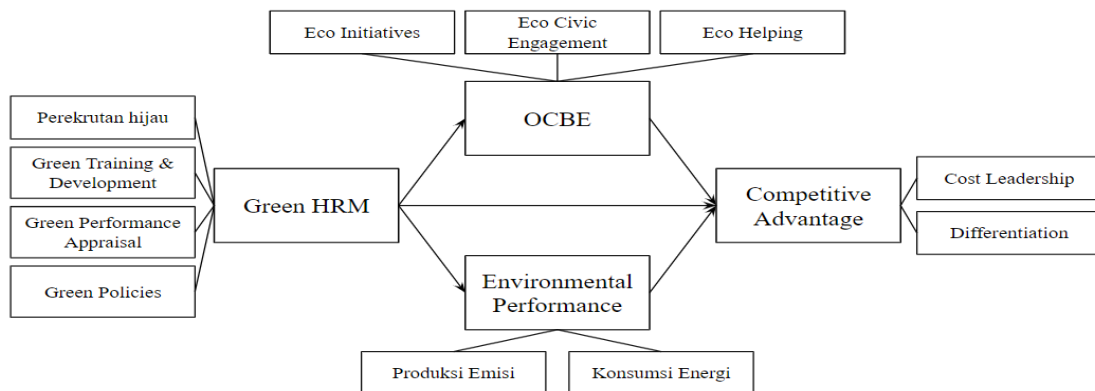 Eco Initiatives
Eco Civic
Engagement
Eco Helping
OCBE
Perekrutan hijau
Green Training &
Development
Green Performance
Appraisal
Green Policies
Green HRM
Competitive
Advantage
Cost Leadership
Differentiation
Environmental
Performance
Produksi Emisi
Konsumsi Energi